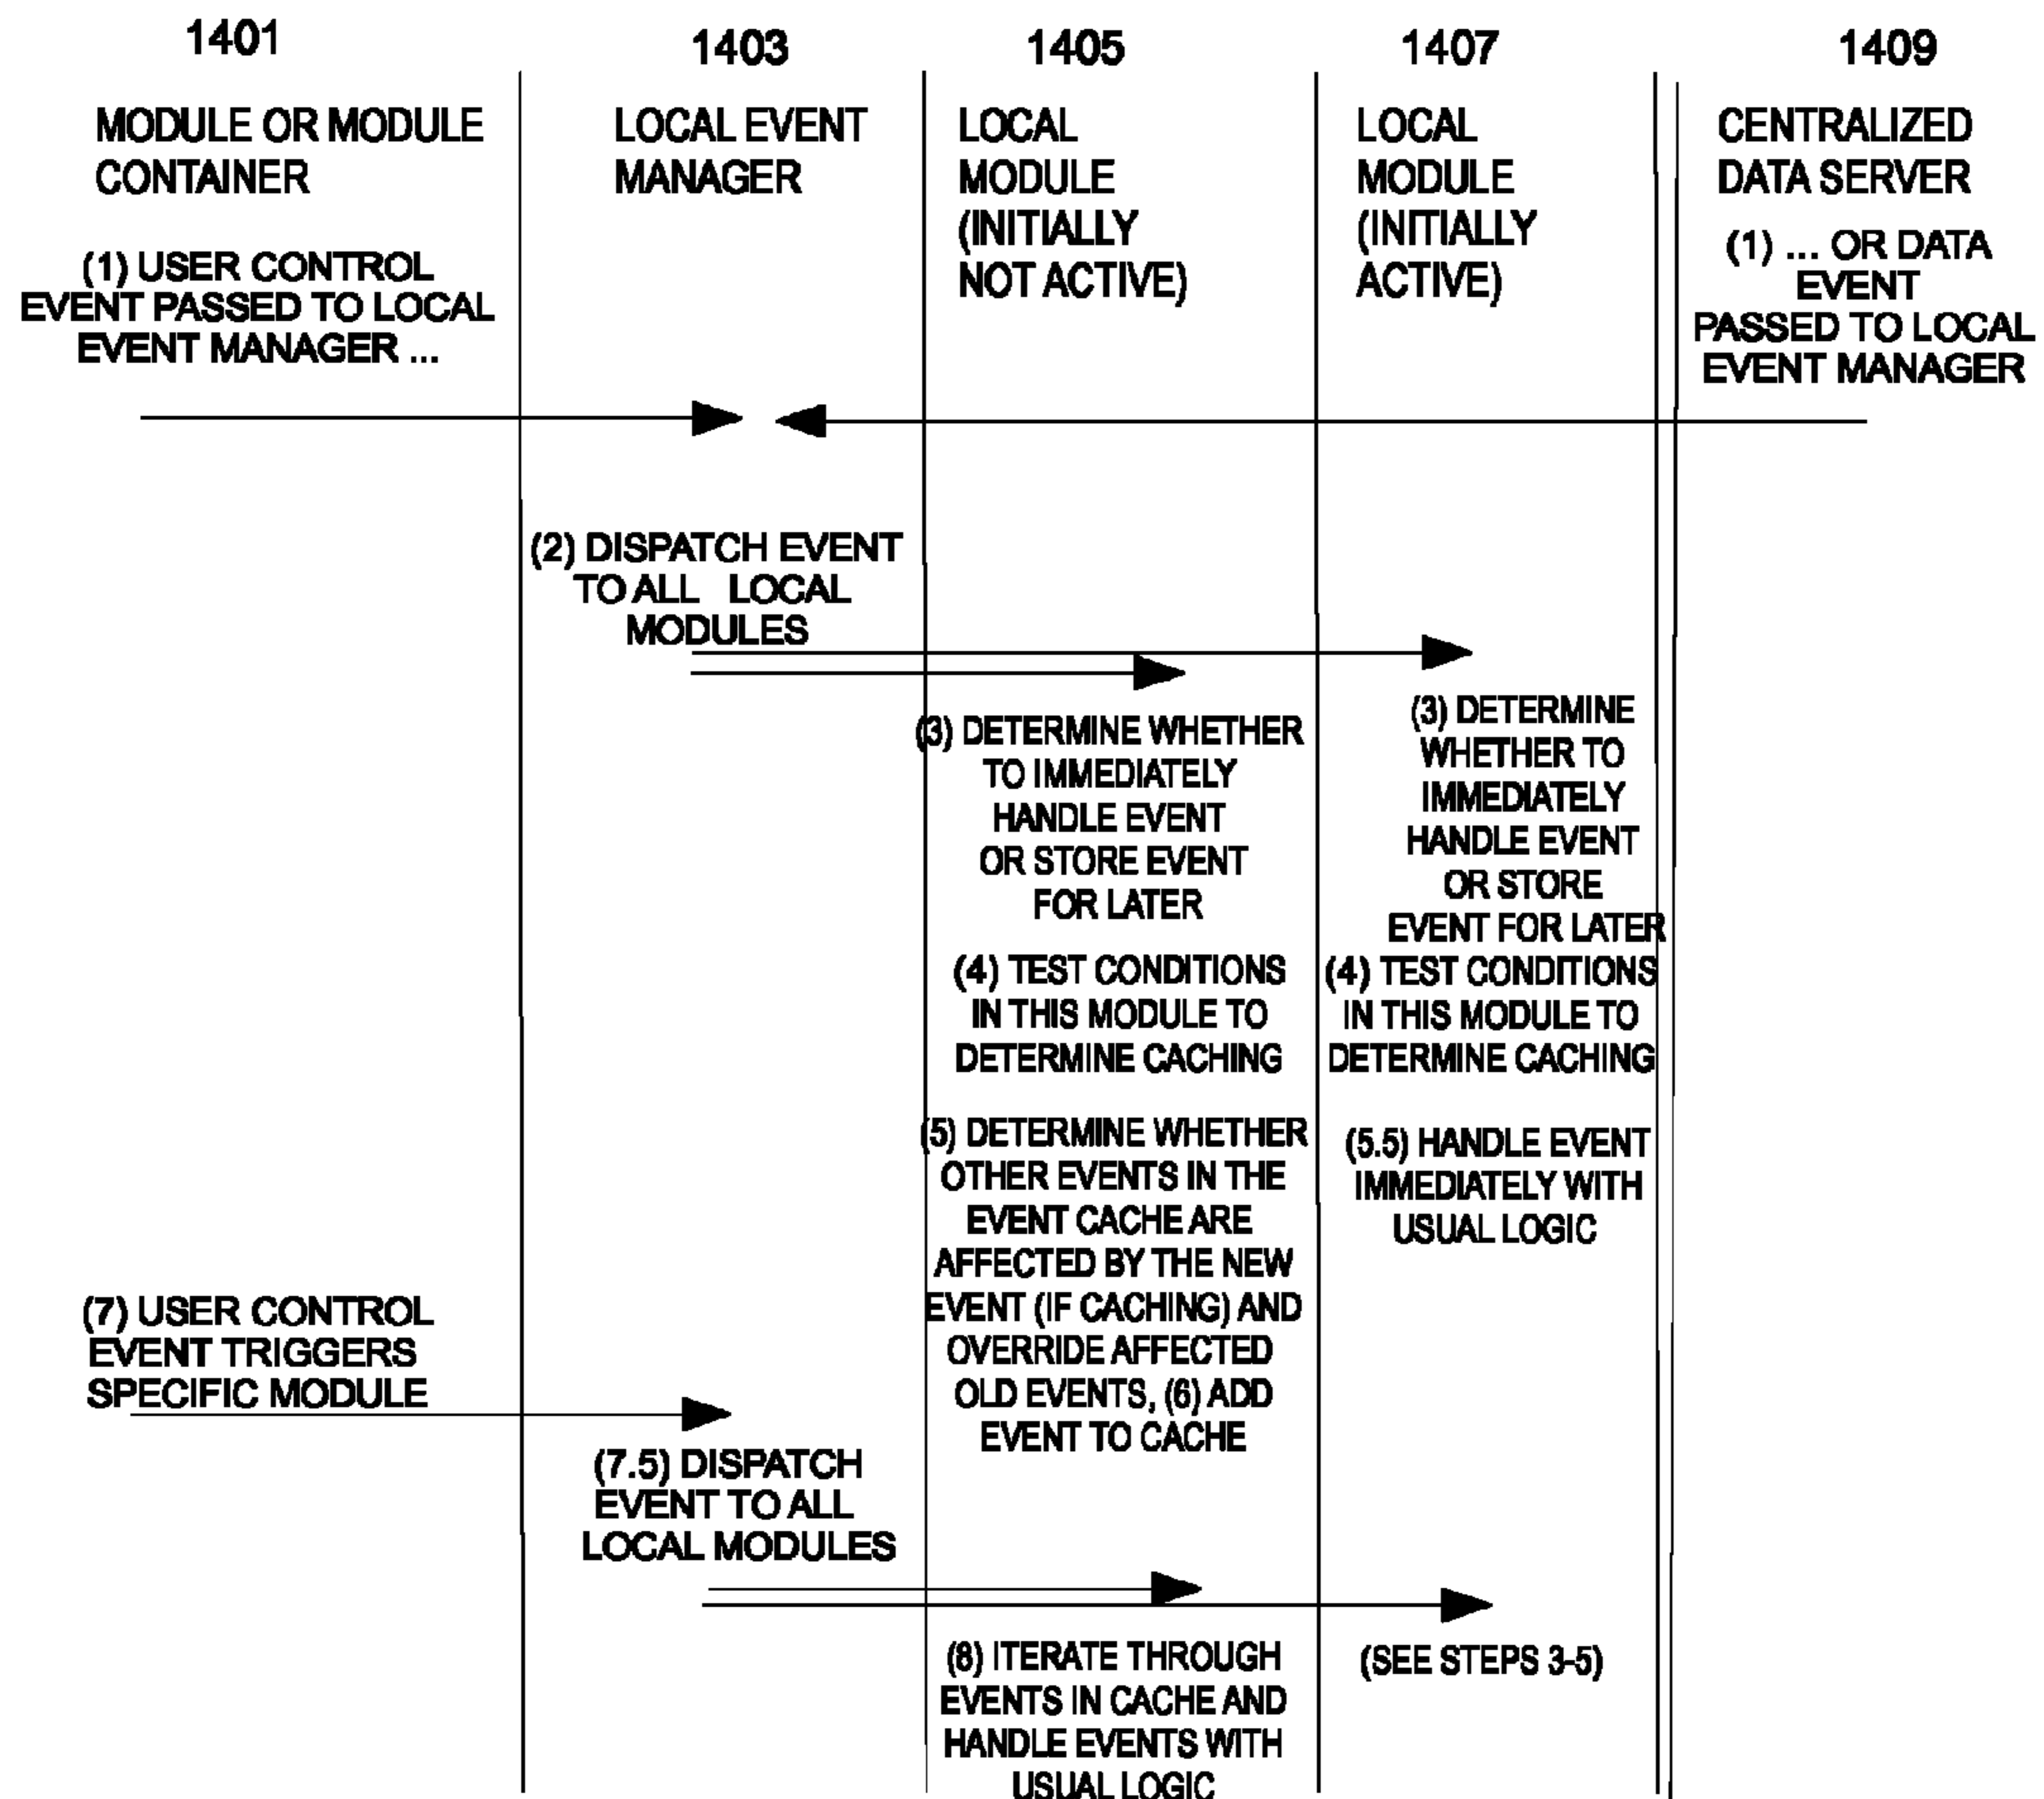 1401
MODULE OR MODULE
CONTAINER
(1) USER CONTROL
EVENT PASSED TO LOCAL
EVENT MANAGER ...
1403
LOCAL EVENT
MANAGER
1405
LOCAL
MODULE
(INITIALLY
NOT ACTIVE)
1407
LOCAL
MODULE
(INITIALLY
ACTIVE)
1409
CENTRALIZED
DATA SERVER
(1) ... OR DATA
EVENT
PASSED TO LOCAL
EVENT MANAGER
(2) DISPATCH EVENT
TO ALL LOCAL
MODULES
(3) DETERMINE WHETHER
TO IMMEDIATELY
HANDLE EVENT
OR STORE EVENT
FOR LATER
(3) DETERMINE
WHETHER TO
IMMEDIATELY
HANDLE EVENT
OR STORE
EVENT FOR LATER
(4) TEST CONDITIONS
IN THIS MODULE TO
DETERMINE CACHING
(4) TEST CONDITIONS
IN THIS MODULE TO
DETERMINE CACHING
(5) DETERMINE WHETHER
OTHER EVENTS IN THE
EVENT CACHE ARE
AFFECTED BY THE NEW
EVENT (IF CACHING) AND
OVERRIDE AFFECTED
OLD EVENTS, (6) ADD
EVENT TO CACHE
(5.5) HANDLE EVENT
IMMEDIATELY WITH
USUAL LOGIC
(7) USER CONTROL
EVENT TRIGGERS
SPECIFIC MODULE
(7.5) DISPATCH
EVENT TO ALL
LOCAL MODULES
(8) ITERATE THROUGH
EVENTS IN CACHE AND
HANDLE EVENTS WITH
USUAL LOGIC
(SEE STEPS 3-5)